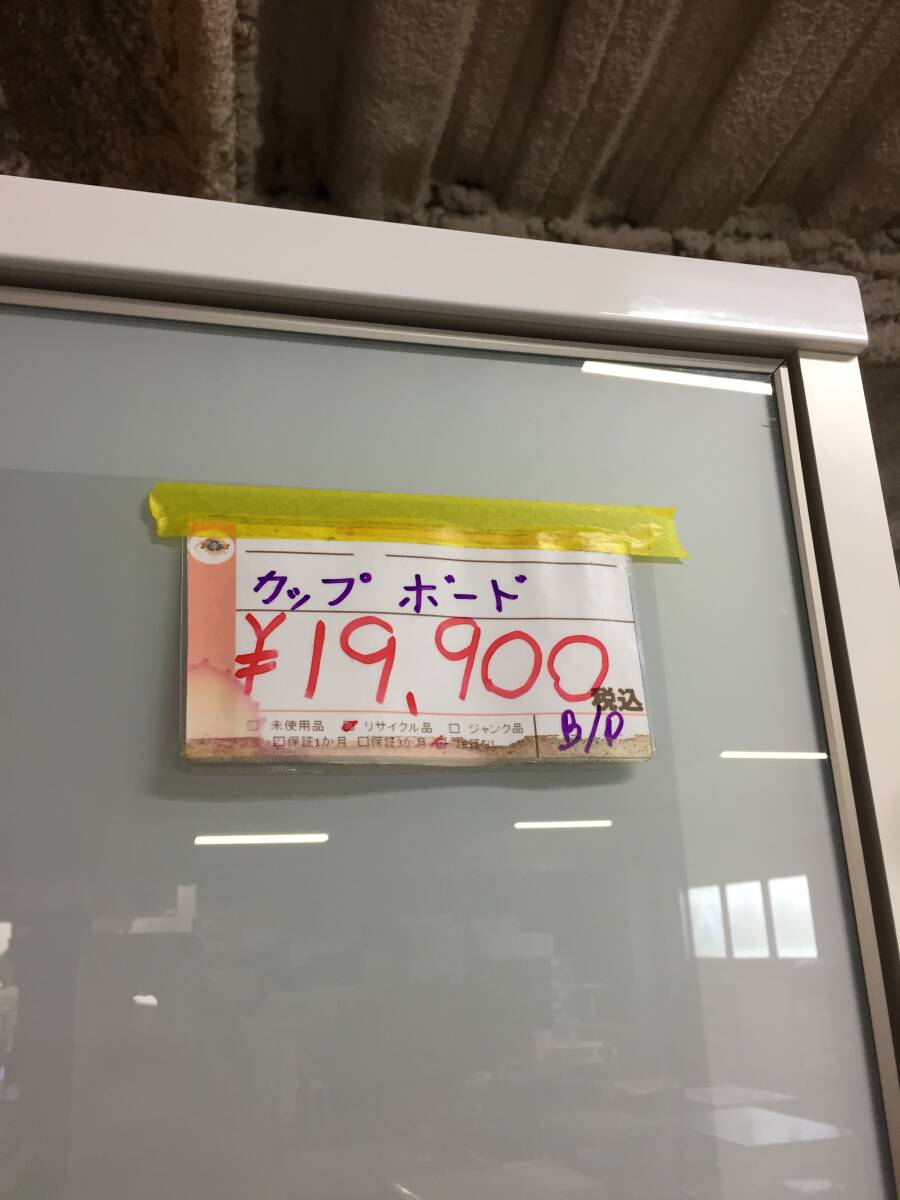 カップ ボード
¥19,900
税込
□ 未使用品 ☑ リサイクル品 □ ジャンク品
□保証1か月 □保証3か月
B/D